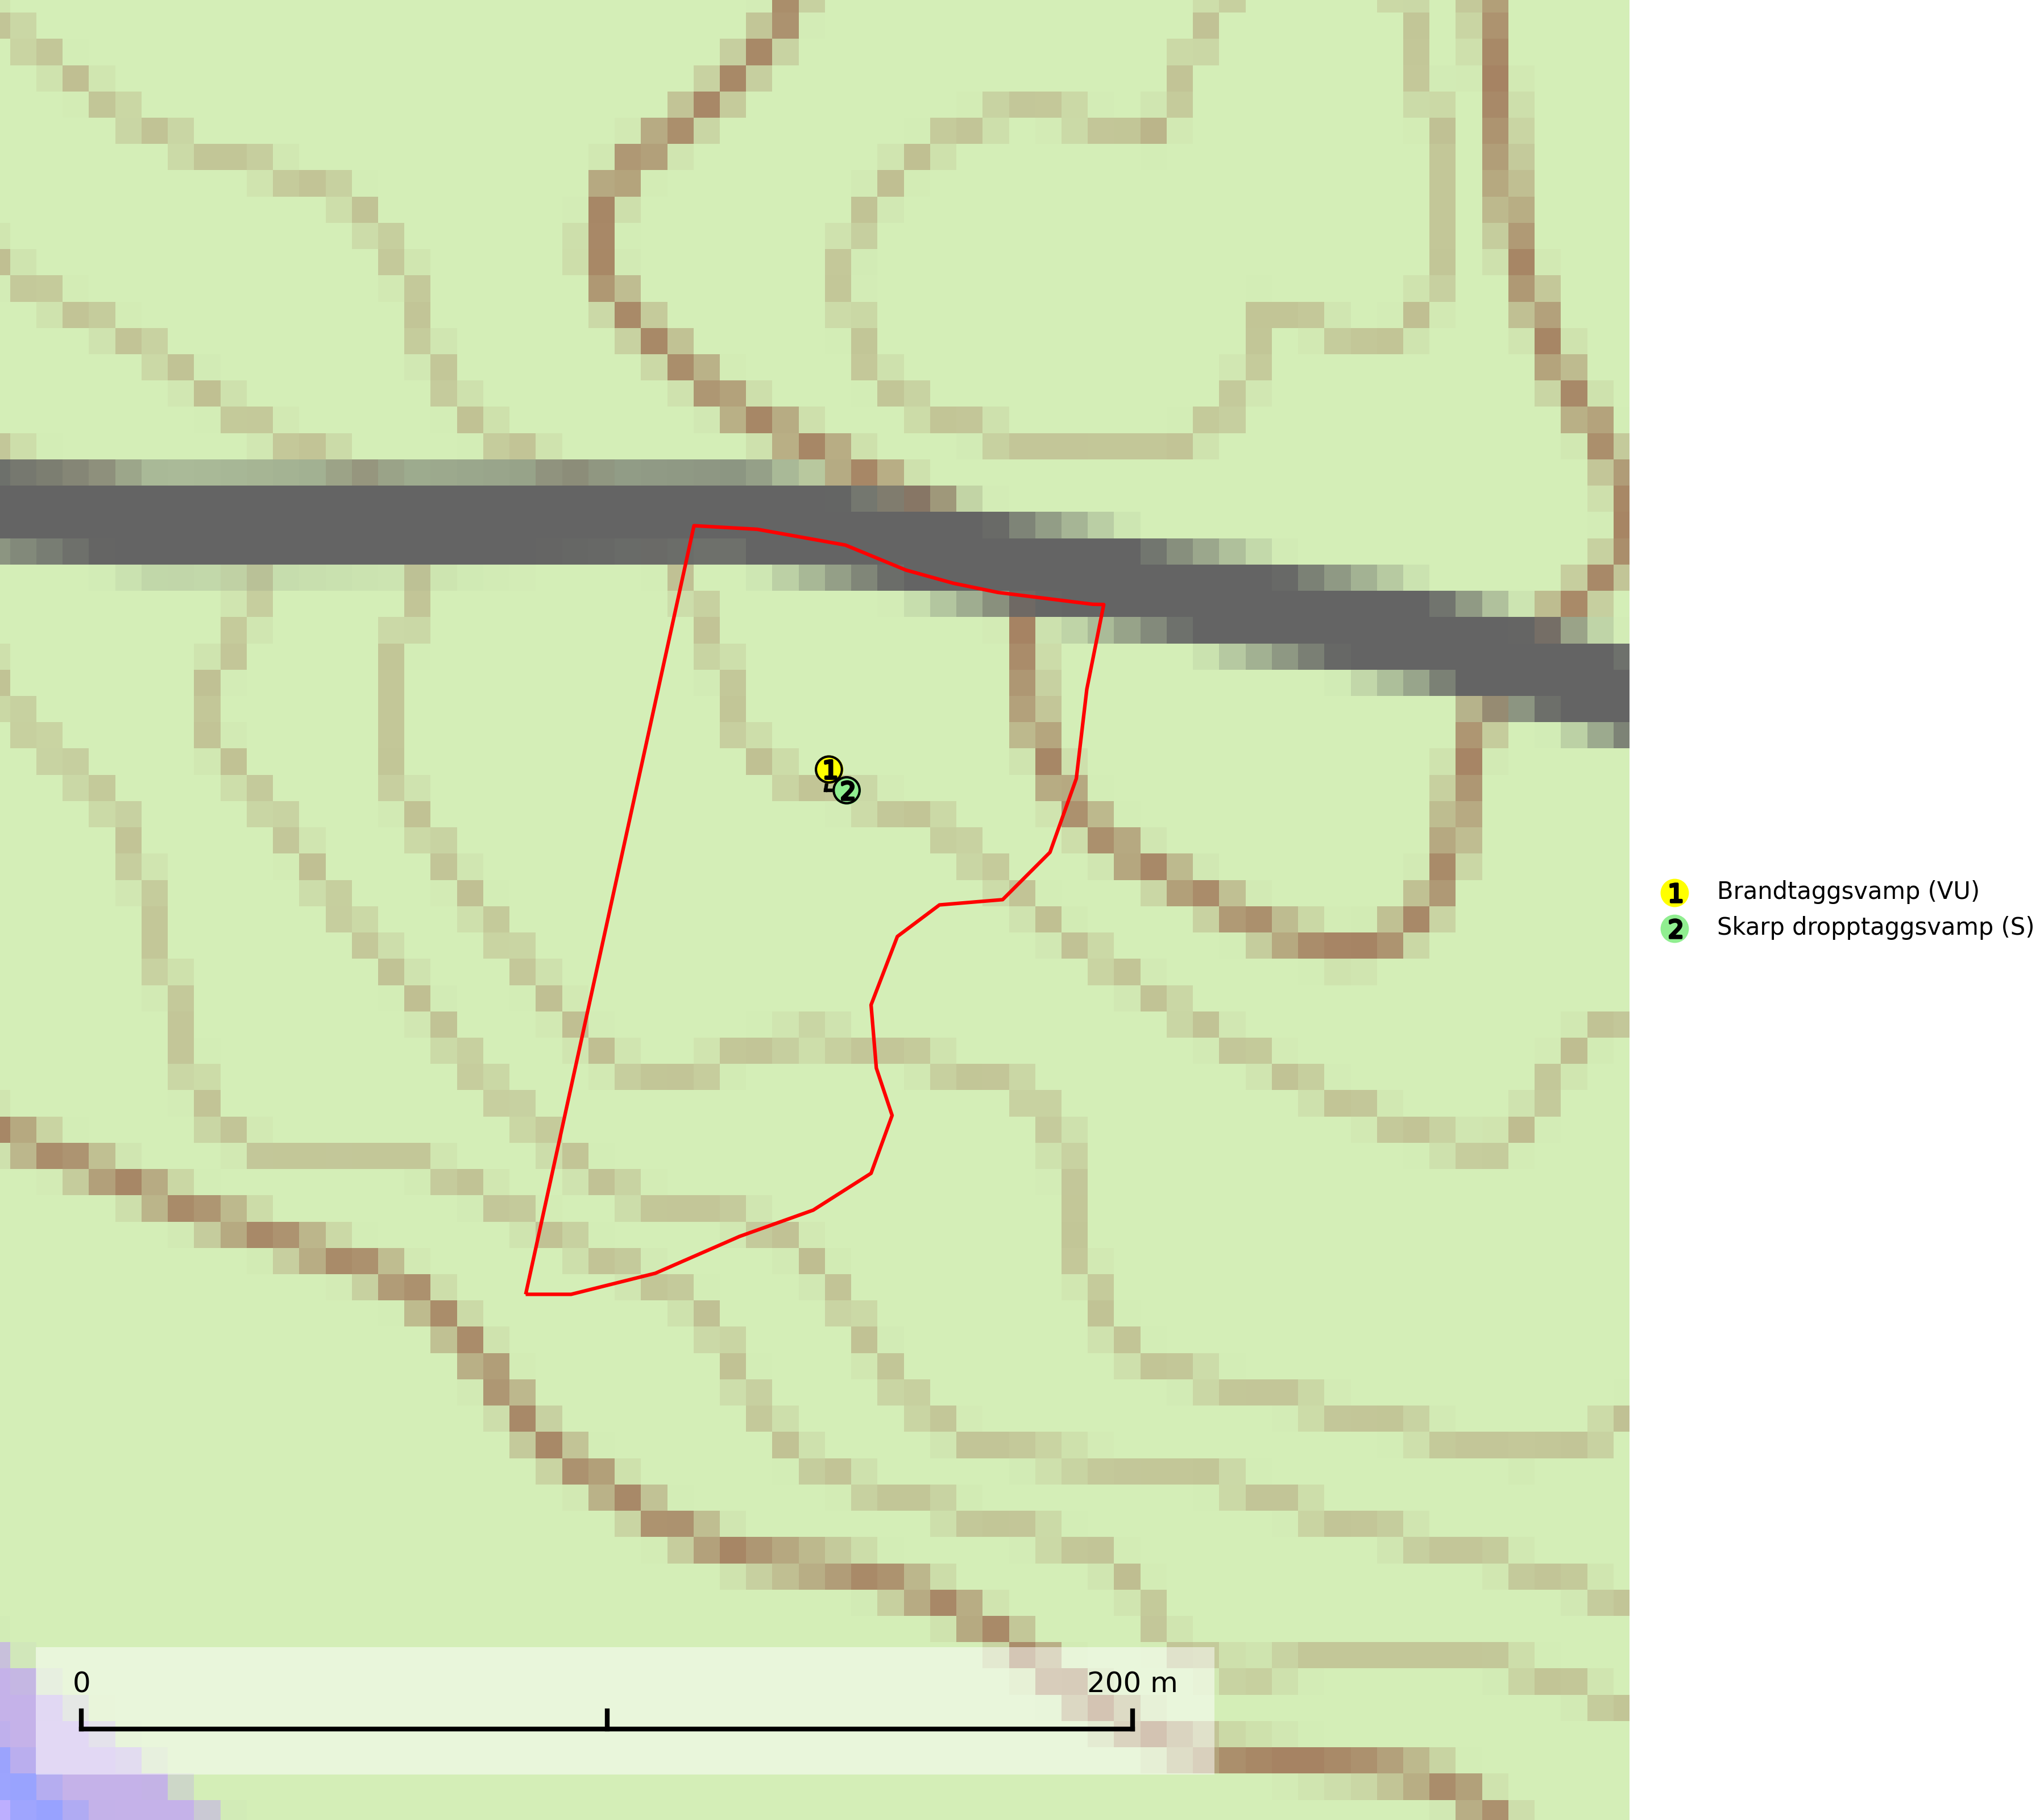 1
2
1 Brandtaggsvamp (VU)
2 Skarp dropptaggsvamp (S)
0 200 m